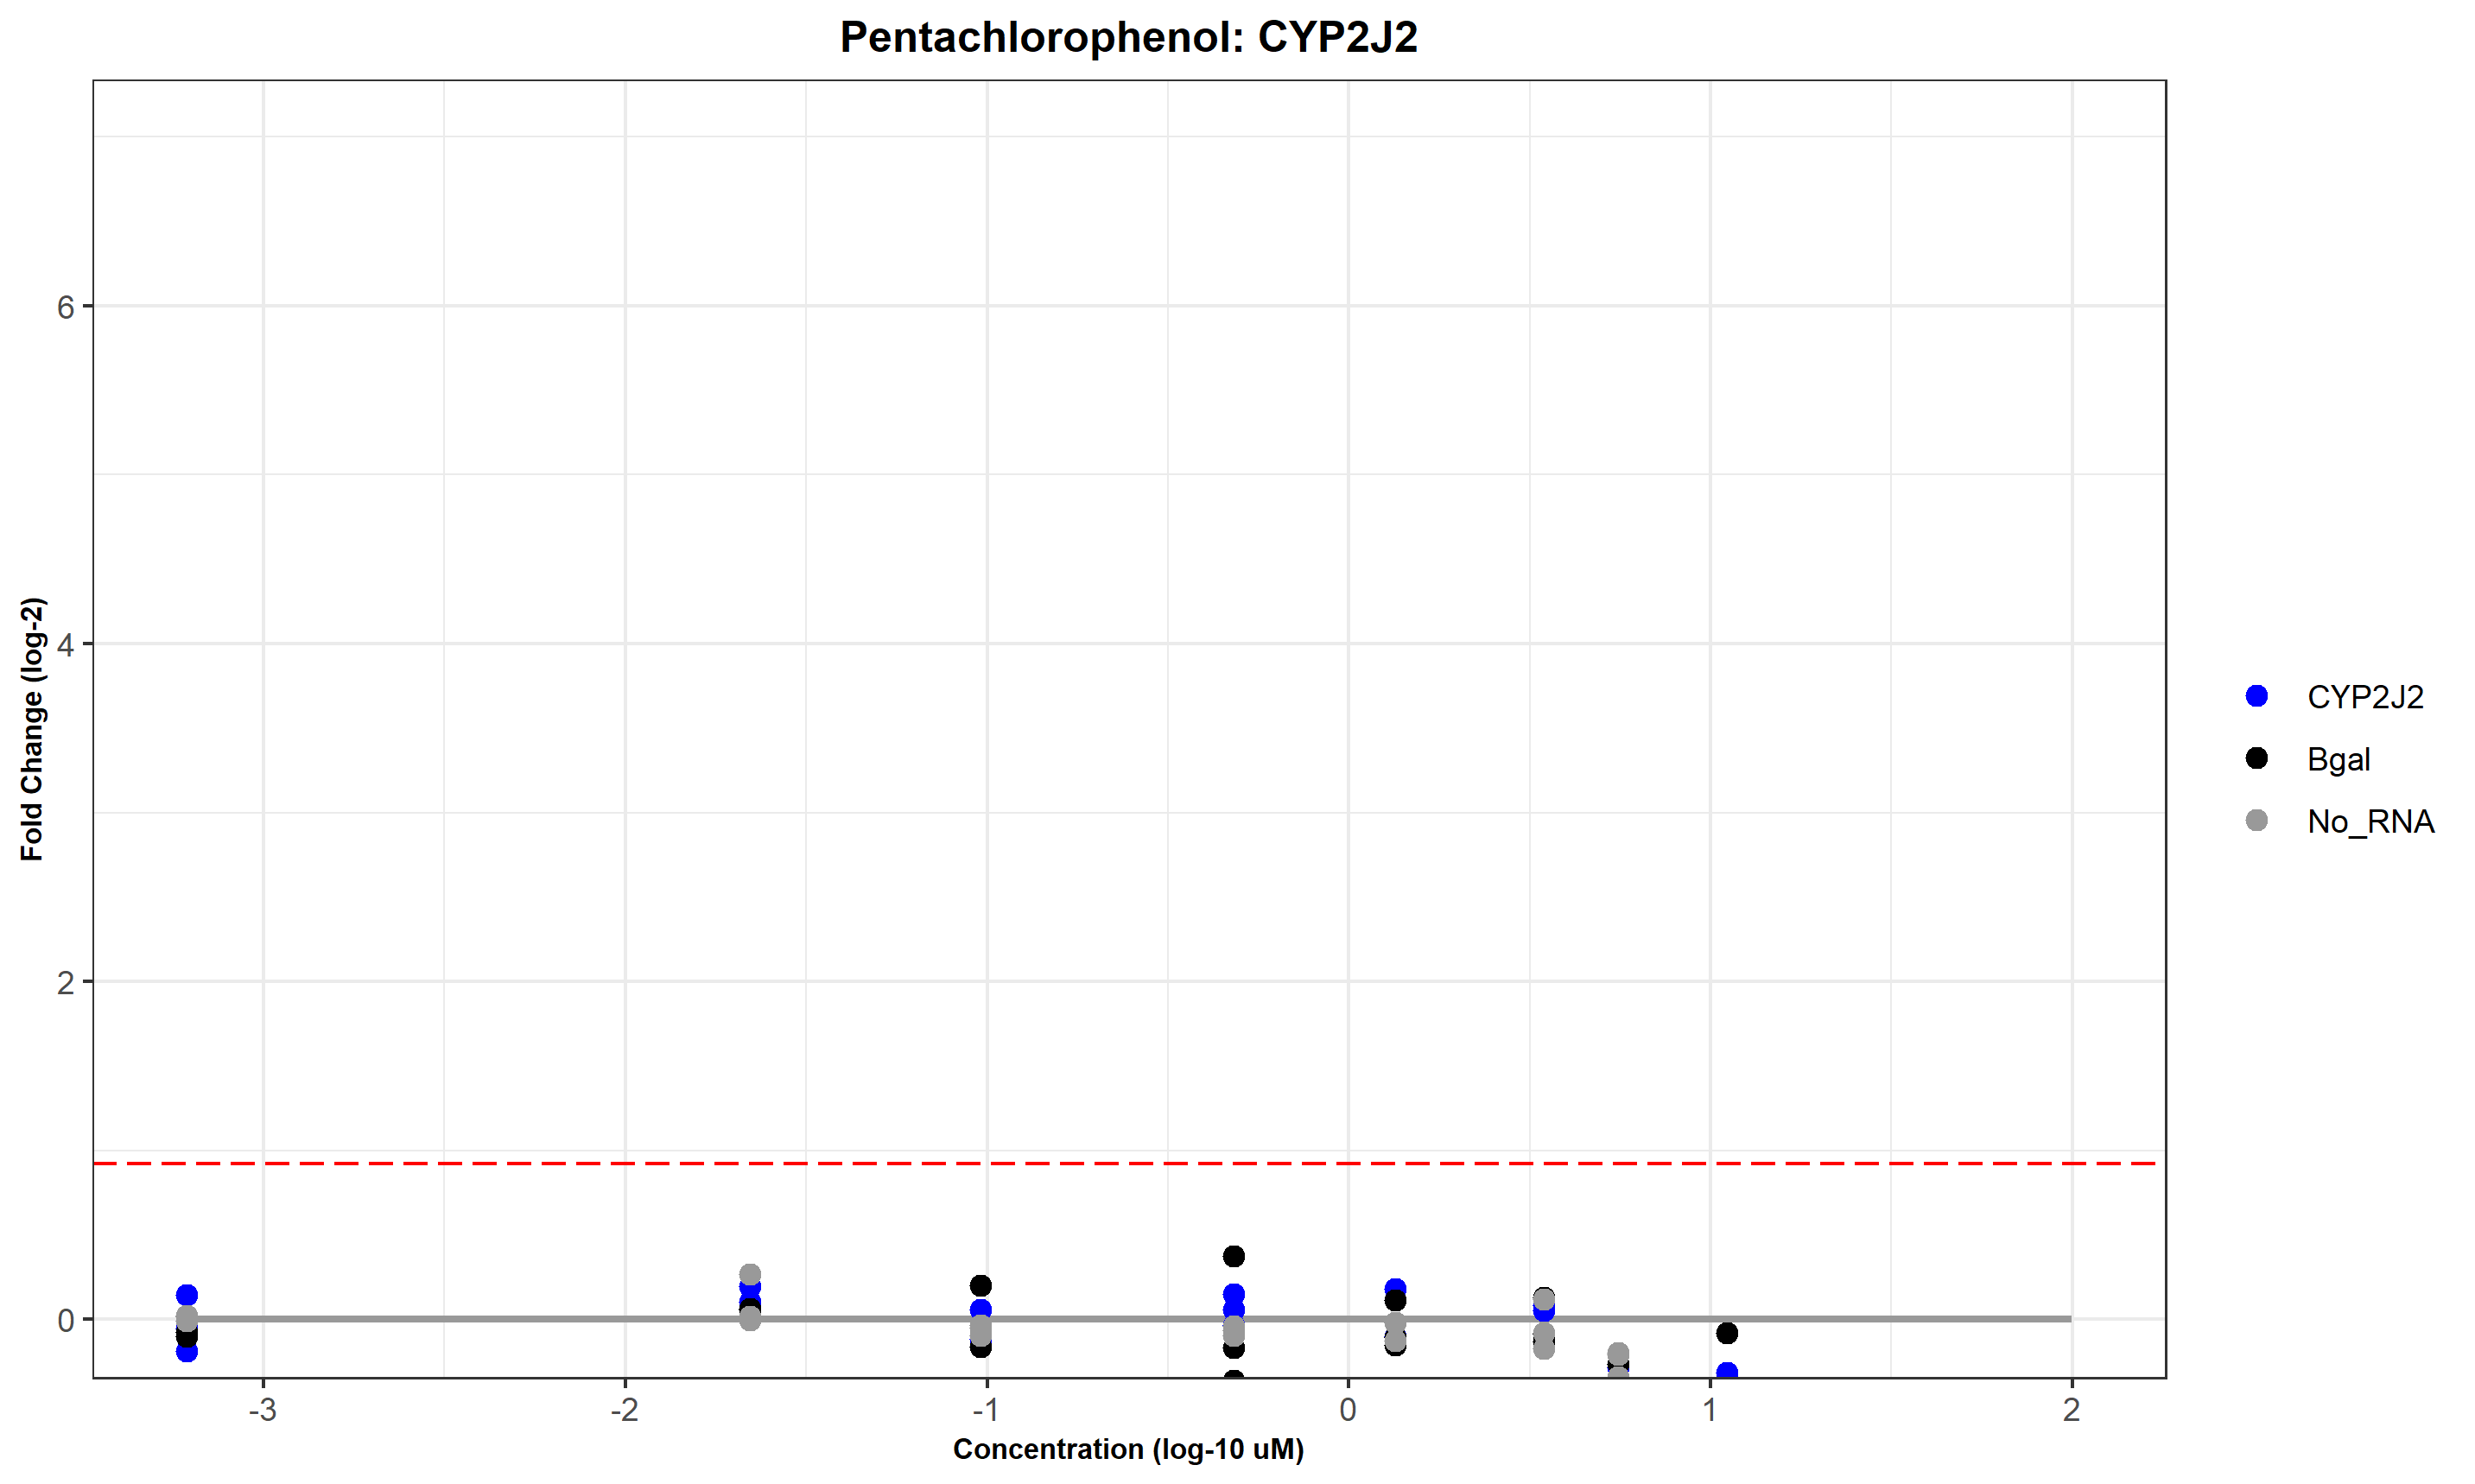 Pentachlorophenol: CYP2J2
Fold Change (log-2)
6
4
2
0
-3
-2
-1
0
1
2
Concentration (log-10 uM)
CYP2J2
Bgal
No_RNA